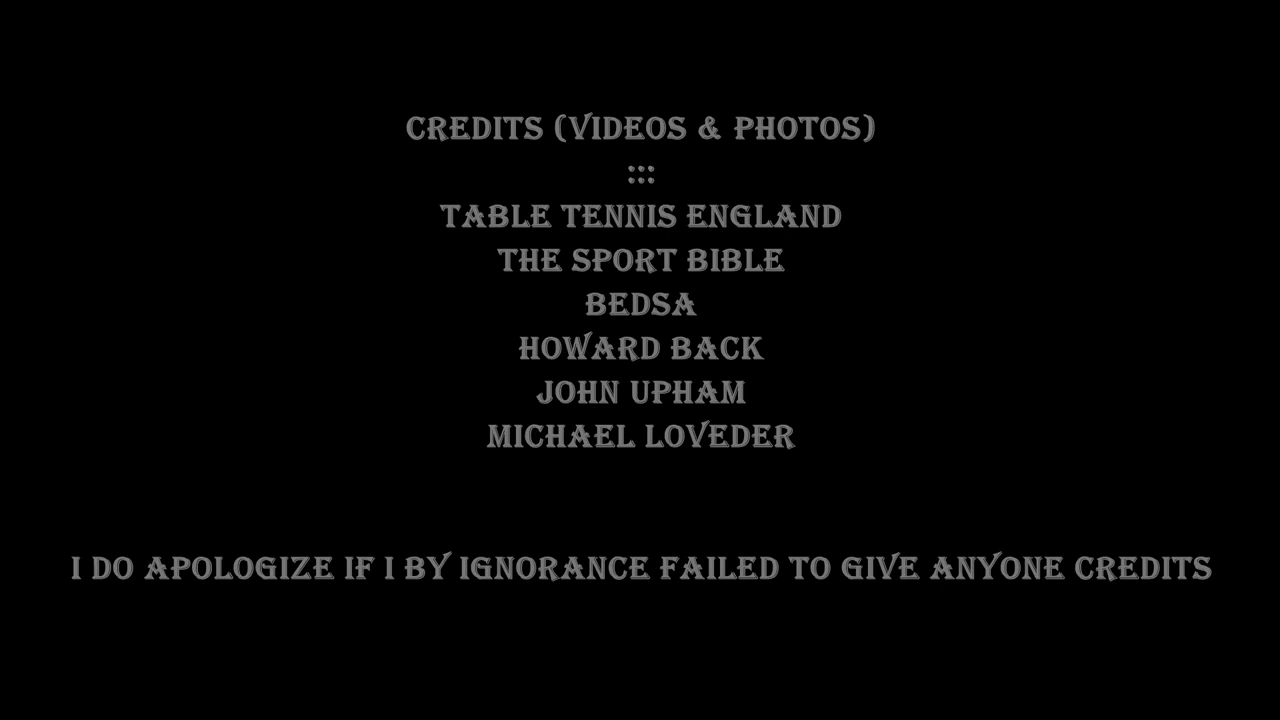 CREDITS (VIDEOS & PHOTOS)
:::
TABLE TENNIS ENGLAND
THE SPORT BIBLE
BEDSA
HOWARD BACK
JOHN UPHAM
MICHAEL LOVEDER
I DO APOLOGIZE IF I BY IGNORANCE FAILED TO GIVE ANYONE CREDITS